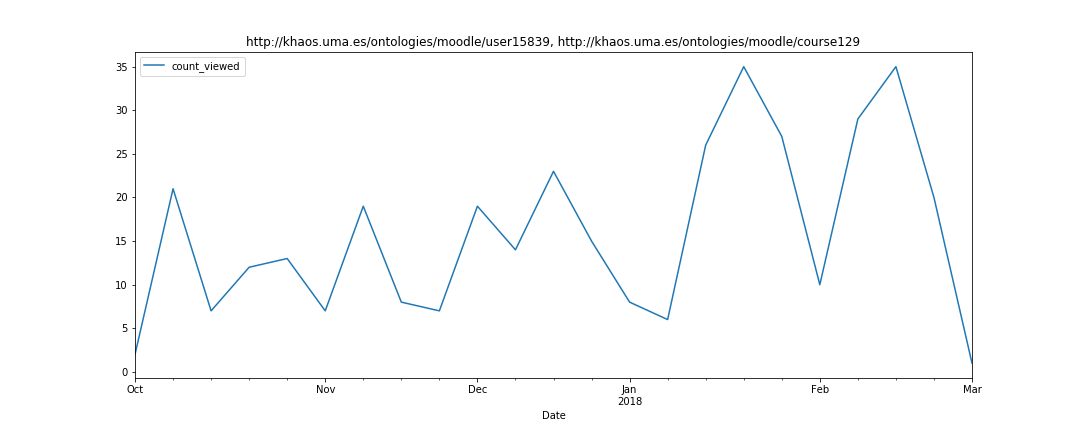 http://khaos.uma.es/ontologies/moodle/user15839, http://khaos.uma.es/ontologies/moodle/course129
count_viewed
35
30
25
20
15
10
5
0
Oct Nov Dec Jan Feb Mar
2018
Date